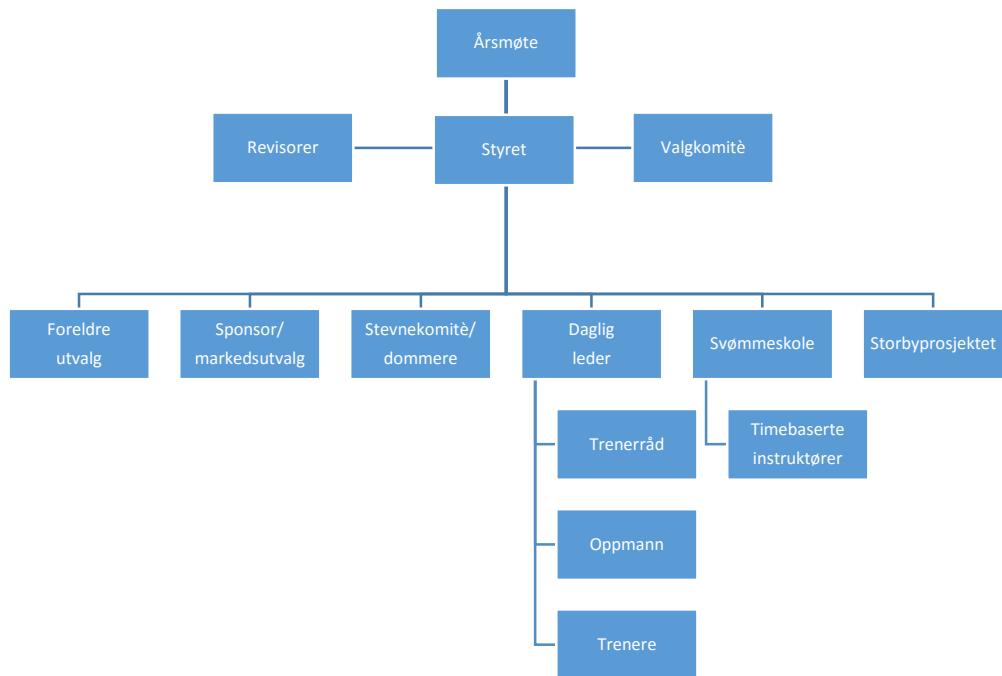 Årsmøte
Revisorer
Styret
Valgkomitè
Foreldre
utvalg
Sponsor/
markedsutvalg
Stevnekomitè/
dommere
Daglig
leder
Svømmeskole
Storbyprosjektet
Trenerråd
Timebaserte
instruktører
Oppmann
Trenere